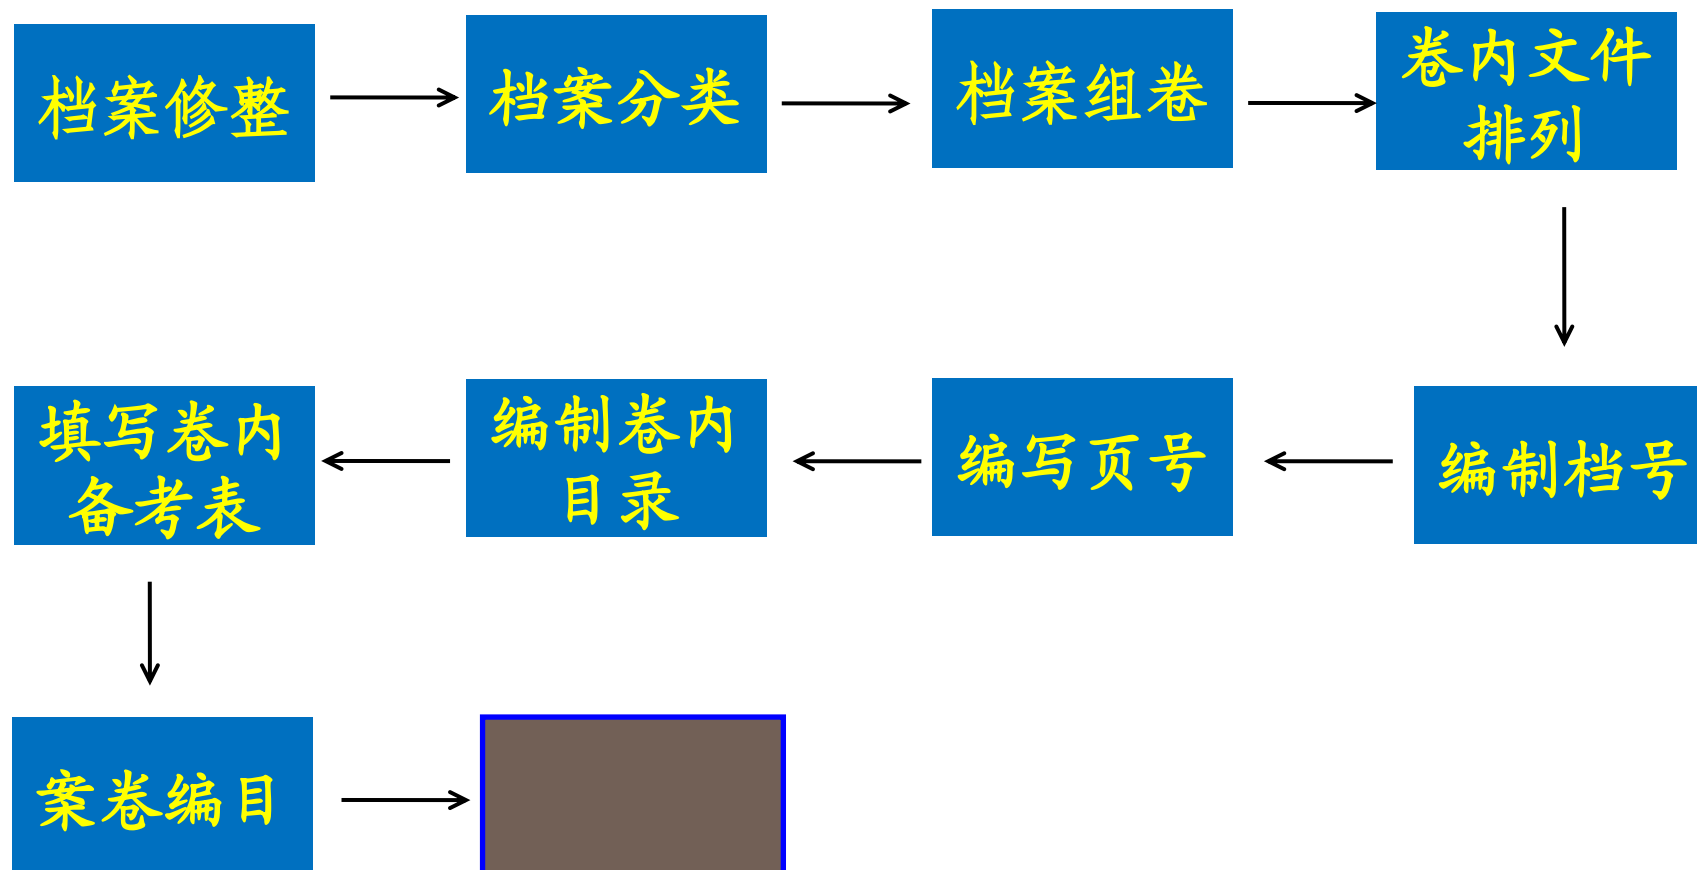 档案修整
档案分类
档案组卷
卷内文件
排列
编制档号
编写页号
编制卷内
目录
填写卷内
备考表
案卷编目